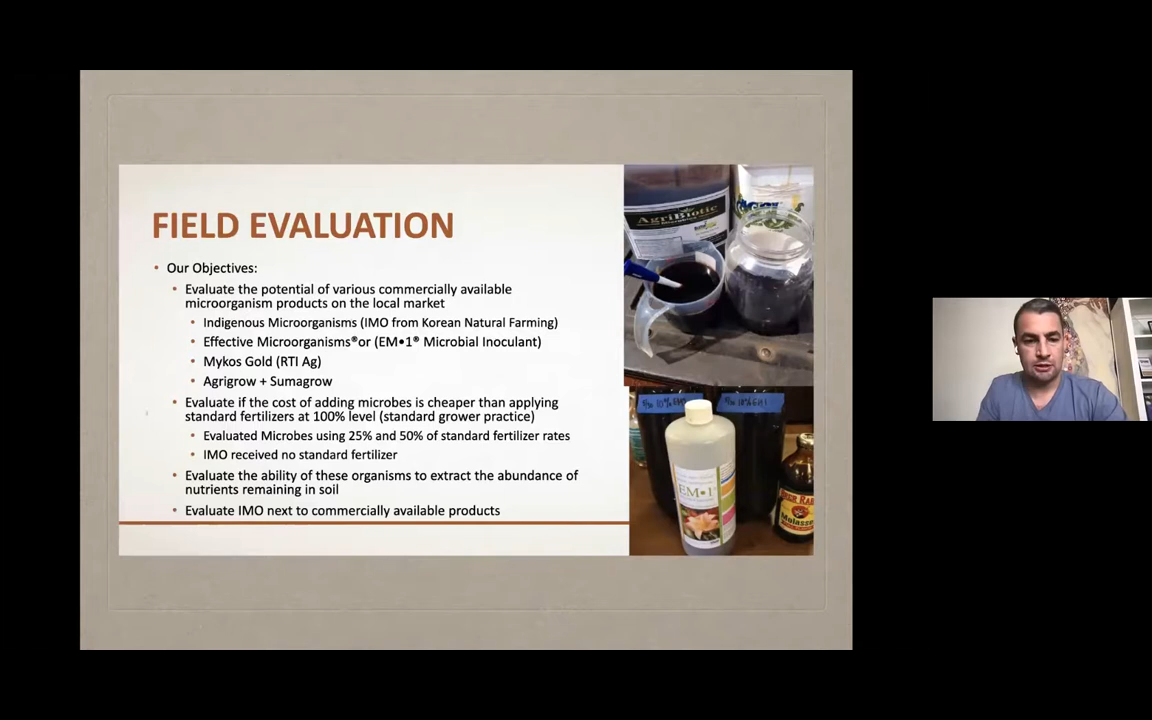 FIELD EVALUATION
• Our Objectives:
• Evaluate the potential of various commercially available
microorganism products on the local market
• Indigenous Microorganisms (IMO from Korean Natural Farming)
• Effective Microorganisms®or (EM•1® Microbial Inoculant)
• Mykos Gold (RTI Ag)
• Agrigrow + Sumagrow
• Evaluate if the cost of adding microbes is cheaper than applying
standard fertilizers at 100% level (standard grower practice)
• Evaluated Microbes using 25% and 50% of standard fertilizer rates
• IMO received no standard fertilizer
• Evaluate the ability of these organisms to extract the abundance of
nutrients remaining in soil
• Evaluate IMO next to commercially available products
AgriBiotic
EM•1
Molasses